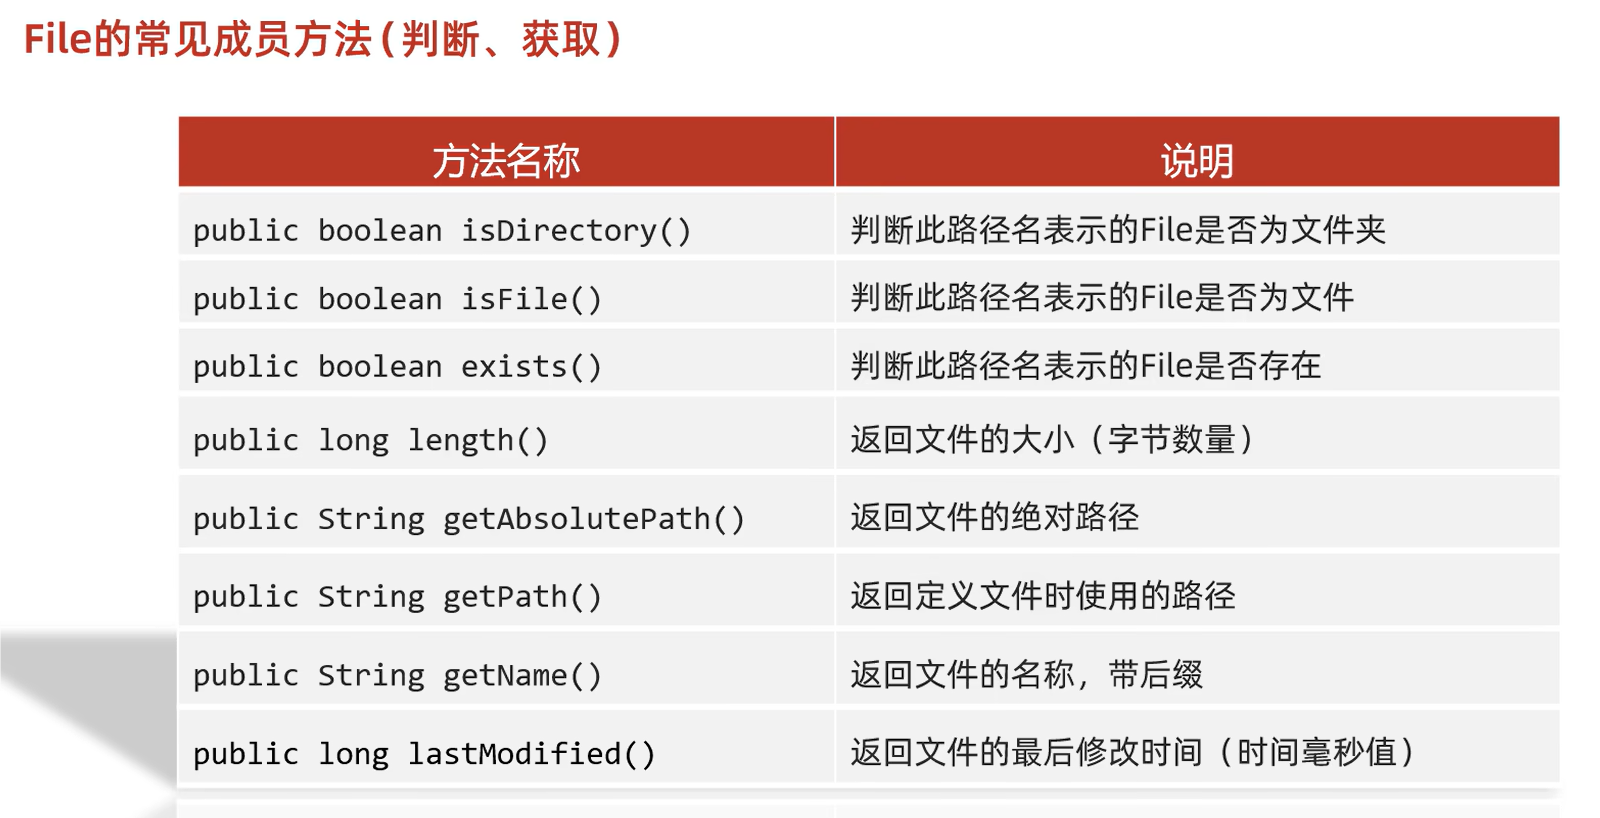 File的常见成员方法(判断、获取)
方法名称 说明
public boolean isDirectory() 判断此路径名表示的File是否为文件夹
public boolean isFile() 判断此路径名表示的File是否为文件
public boolean exists() 判断此路径名表示的File是否存在
public long length() 返回文件的大小（字节数量）
public String getAbsolutePath() 返回文件的绝对路径
public String getPath() 返回定义文件时使用的路径
public String getName() 返回文件的名称，带后缀
public long lastModified() 返回文件的最后修改时间（时间毫秒值）